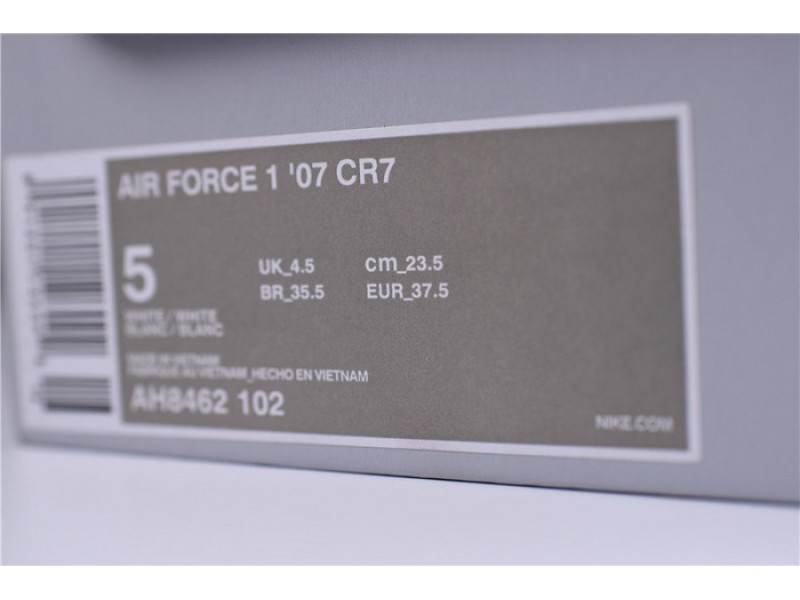 AIR FORCE 1 '07 CR7
5 UK_4.5 cm_23.5
BR_35.5 EUR_37.5
WHITE / WHITE
BLANC / BLANC
MADE IN VIETNAM
FABRIQUE AU VIETNAM_HECHO EN VIETNAM
AH8462 102
NIKE.COM